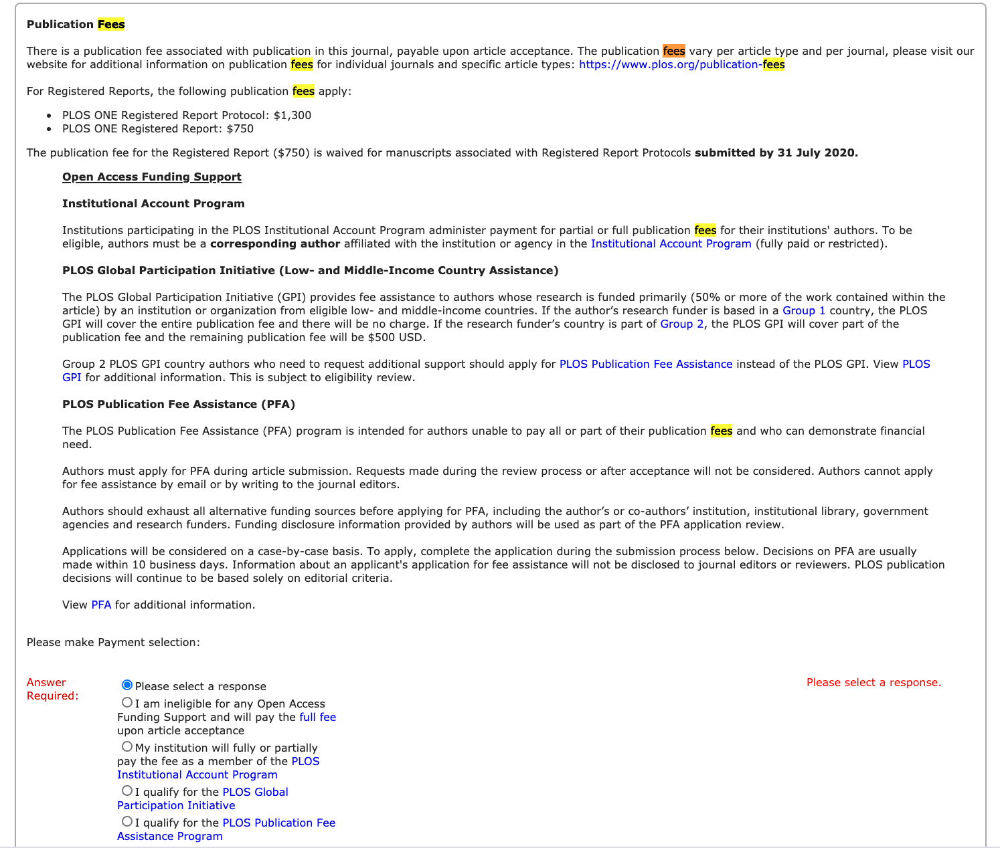 Publication Fees
There is a publication fee associated with publication in this journal, payable upon article acceptance. The publication fees vary per article type and per journal, please visit our
website for additional information on publication fees for individual journals and specific article types: https://www.plos.org/publication-fees
For Registered Reports, the following publication fees apply:
• PLOS ONE Registered Report Protocol: $1,300
• PLOS ONE Registered Report: $750
The publication fee for the Registered Report ($750) is waived for manuscripts associated with Registered Report Protocols submitted by 31 July 2020.
Open Access Funding Support
Institutional Account Program
Institutions participating in the PLOS Institutional Account Program administer payment for partial or full publication fees for their institutions' authors. To be
eligible, authors must be a corresponding author affiliated with the institution or agency in the Institutional Account Program (fully paid or restricted).
PLOS Global Participation Initiative (Low- and Middle-Income Country Assistance)
The PLOS Global Participation Initiative (GPI) provides fee assistance to authors whose research is funded primarily (50% or more of the work contained within the
article) by an institution or organization from eligible low- and middle-income countries. If the author’s research funder is based in a Group 1 country, the PLOS
GPI will cover the entire publication fee and there will be no charge. If the research funder’s country is part of Group 2, the PLOS GPI will cover part of the
publication fee and the remaining publication fee will be $500 USD.
Group 2 PLOS GPI country authors who need to request additional support should apply for PLOS Publication Fee Assistance instead of the PLOS GPI. View PLOS
GPI for additional information. This is subject to eligibility review.
PLOS Publication Fee Assistance (PFA)
The PLOS Publication Fee Assistance (PFA) program is intended for authors unable to pay all or part of their publication fees and who can demonstrate financial
need.
Authors must apply for PFA during article submission. Requests made during the review process or after acceptance will not be considered. Authors cannot apply
for fee assistance by email or by writing to the journal editors.
Authors should exhaust all alternative funding sources before applying for PFA, including the author’s or co-authors’ institution, institutional library, government
agencies and research funders. Funding disclosure information provided by authors will be used as part of the PFA application review.
Applications will be considered on a case-by-case basis. To apply, complete the application during the submission process below. Decisions on PFA are usually
made within 10 business days. Information about an applicant's application for fee assistance will not be disclosed to journal editors or reviewers. PLOS publication
decisions will continue to be based solely on editorial criteria.
View PFA for additional information.
Please make Payment selection:
Answer
Required:
Please select a response
I am ineligible for any Open Access
Funding Support and will pay the full fee
upon article acceptance
My institution will fully or partially
pay the fee as a member of the PLOS
Institutional Account Program
I qualify for the PLOS Global
Participation Initiative
I qualify for the PLOS Publication Fee
Assistance Program
Please select a response.